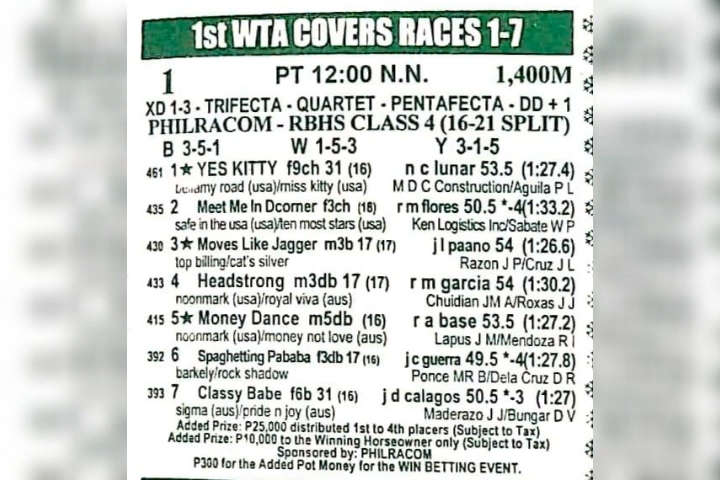 1st WTA COVERS RACES 1-7
1 PT 12:00 N.N. 1,400M
XD 1-3 - TRIFECTA - QUARTET - PENTAFECTA - DD + 1
PHILRACOM - RBHS CLASS 4 (16-21 SPLIT)
B 3-5-1 W 1-5-3 Y 3-1-5
461 1★ YES KITTY f9ch 31 (16) n c lunar 53.5 (1:27.4)
bellamy road (usa)/miss kitty (usa) M D C Construction/Aguila P L
435 2 Meet Me In Dcorner f3ch (18) r m flores 50.5 *-4(1:33.2)
safe in the usa (usa)/ten most stars (usa) Ken Logistics Inc/Sabate W P
430 3★ Moves Like Jagger m3b 17 (17) j l paano 54 (1:26.6)
top billing/cat's silver Razon J P/Cruz J L
433 4 Headstrong m3db 17 (17) r m garcia 54 (1:30.2)
noonmark (usa)/royal viva (aus) Chuidian JM A/Roxas J J
415 5★ Money Dance m5db (16) r a base 53.5 (1:27.2)
noonmark (usa)/money not love (aus) Lapus J M/Mendoza R I
392 6 Spaghetting Pababa f3db 17 (16) j c guerra 49.5 *-4(1:27.8)
barkely/rock shadow Ponce MR B/Dela Cruz D R
393 7 Classy Babe f6b 31 (16) j d calagos 50.5 *-3 (1:27)
sigma (aus)/pride n joy (aus) Maderazo J J/Bungar D V
Added Prize: P25,000 distributed 1st to 4th placers (Subject to Tax)
Added Prize: P10,000 to the Winning Horseowner only (Subject to Tax)
Sponsored by: PHILRACOM
P300 for the Added Pot Money for the WIN BETTING EVENT.